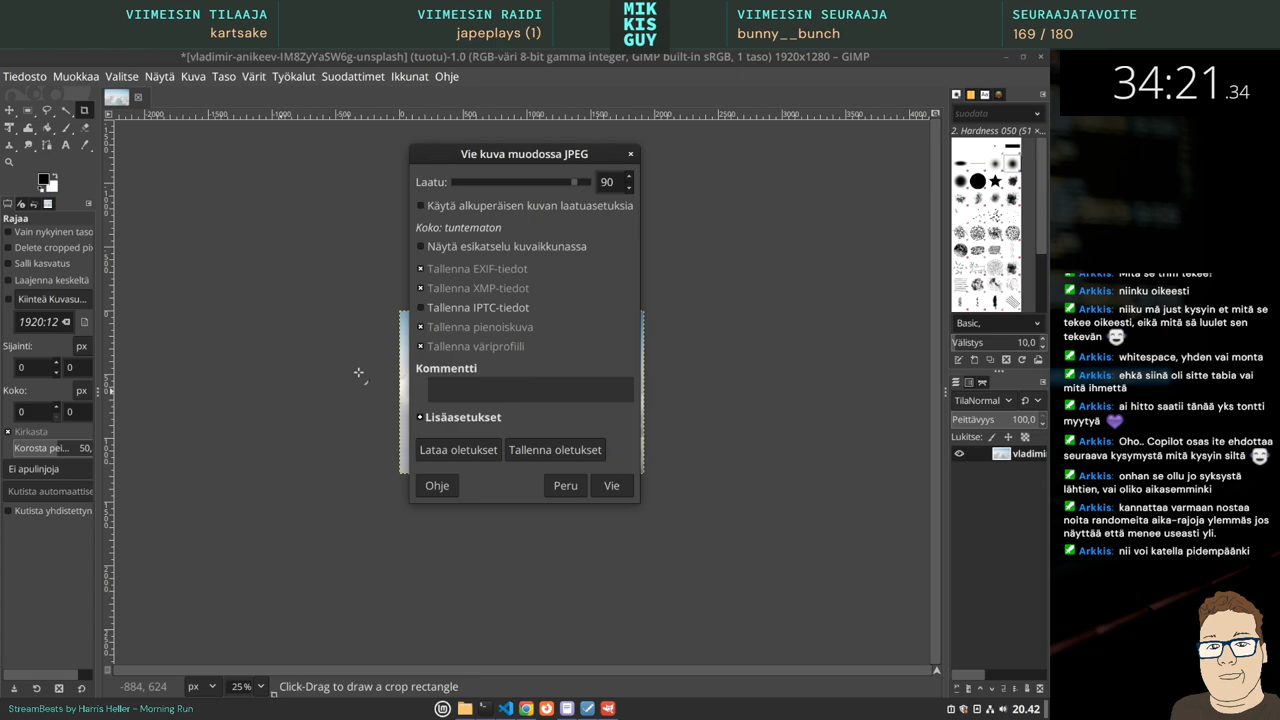 VIIMEISIN TILAAJA
kartsake
VIIMEISIN RAIDI
japeplays (1)
MIK
KIS
GUY
VIIMEISIN SEURAAJA
bunny__bunch
SEURAAJATAVOITE
169 / 180
*[vladimir-anikeev-IM8ZyYaSW6g-unsplash] (tuotu)-1.0 (RGB-väri 8-bit gamma integer, GIMP built-in sRGB, 1 taso) 1920x1280 – GIMP
Tiedosto Muokkaa Valitse Näytä Kuva Taso Värit Työkalut Suodattimet Ikkunat Ohje
34:21.34
Rajaa
Vain nykyinen taso
Delete cropped pix
Salli kasvatus
Laajenna keskeltä
Kiinteä Kuvasu...
1920:12
Sijainti: px
0 0
Koko: px
0 0
Kirkasta
Korosta pei... 50,
Ei apulinjoja
Kutista automaattise
Kutista yhdistettyn
Vie kuva muodossa JPEG
Laatu: 90
Käytä alkuperäisen kuvan laatuasetuksia
Koko: tuntematon
Näytä esikatselu kuvaikkunassa
Tallenna EXIF-tiedot
Tallenna XMP-tiedot
Tallenna IPTC-tiedot
Tallenna pienoiskuva
Tallenna väriprofiili
Kommentti
Lisäasetukset
Lataa oletukset Tallenna oletukset
Ohje Peru Vie
-884, 624 px 25% Click-Drag to draw a crop rectangle
suodata
2. Hardness 050 (51 ×...
Basic,
Välistys 10,0
Tila Normal
Peittävyys 100,0
Lukitse:
vladimi
Arkkis: niinku oikeesti
Arkkis: niiku mä just kysyin et mitä se
tekee oikeesti, eikä mitä sä luulet sen
tekevän
Arkkis: whitespace, yhden vai monta
Arkkis: ehkä siinä oli sitte tabia vai
mitä ihmettä
Arkkis: ai hitto saatii tänää yks tontti
myytyä
Arkkis: Oho.. Copilot osas ite ehdottaa
seuraava kysymystä mitä kysyin siltä
Arkkis: onhan se ollu jo syksystä
lähtien, vai oliko aikasemminki
Arkkis: kannattaa varmaan nostaa
noita randomeita aika-rajoja ylemmäs jos
näyttää että menee useasti yli.
Arkkis: nii voi katella pidempäänki
StreamBeats by Harris Heller - Morning Run
20.42